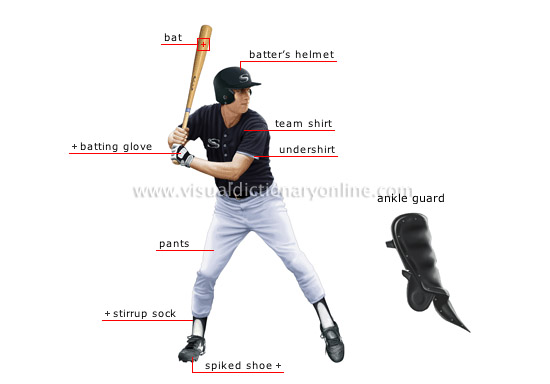 bat
batter's helmet
team shirt
+ batting glove
undershirt
www.visualdictionaryonline.com
ankle guard
pants
+ stirrup sock
spiked shoe +
S
S